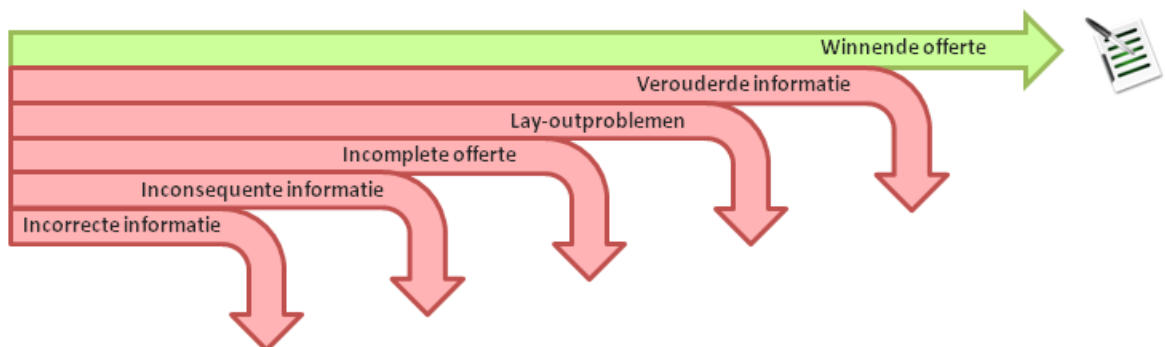 Winnende offerte
Verouderde informatie
Lay-outproblemen
Incomplete offerte
Inconsequente informatie
Incorrecte informatie